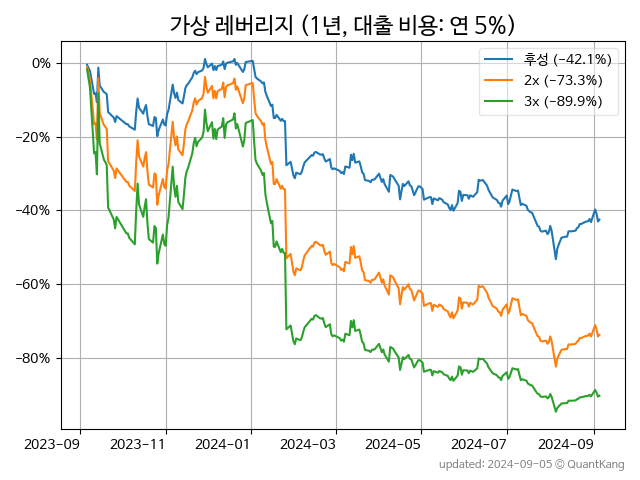 가상 레버리지 (1년, 대출 비용: 연 5%)
후성 (−42.1%)
2x (−73.3%)
3x (−89.9%)
0%
−20%
−40%
−60%
−80%
2023-09 2023-11 2024-01 2024-03 2024-05 2024-07 2024-09
updated: 2024-09-05 © QuantKang